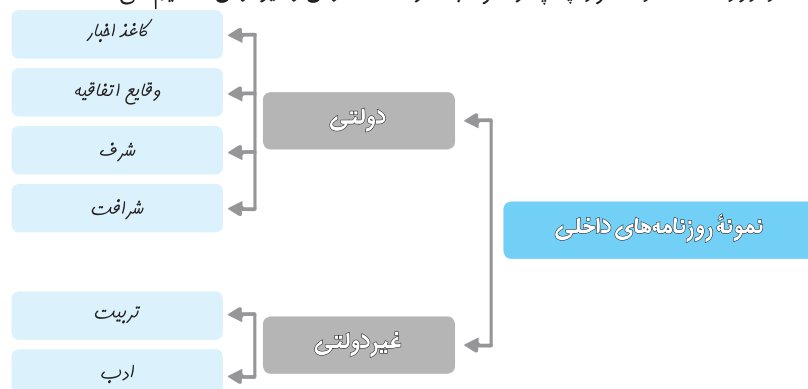 نمونهٔ روزنامه‌های داخلی
دولتی
کاغذ اخبار
وقایع اتفاقیه
شرف
شرافت
غیردولتی
تربیت
ادب